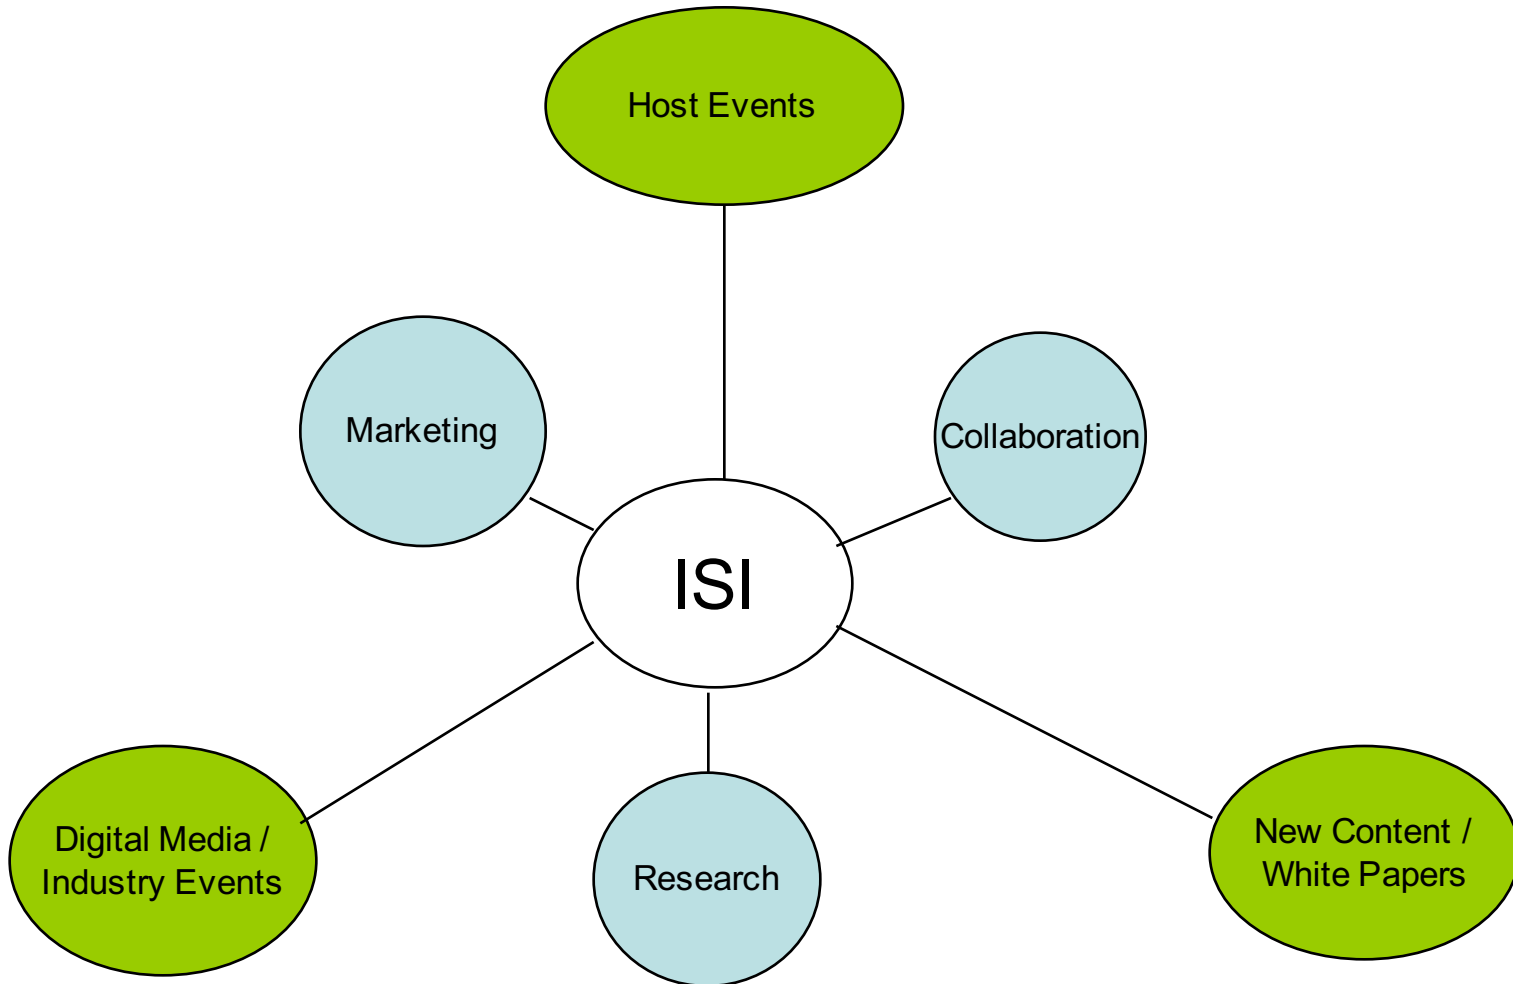 Host Events
Marketing
Collaboration
ISI
Digital Media /
Industry Events
Research
New Content /
White Papers